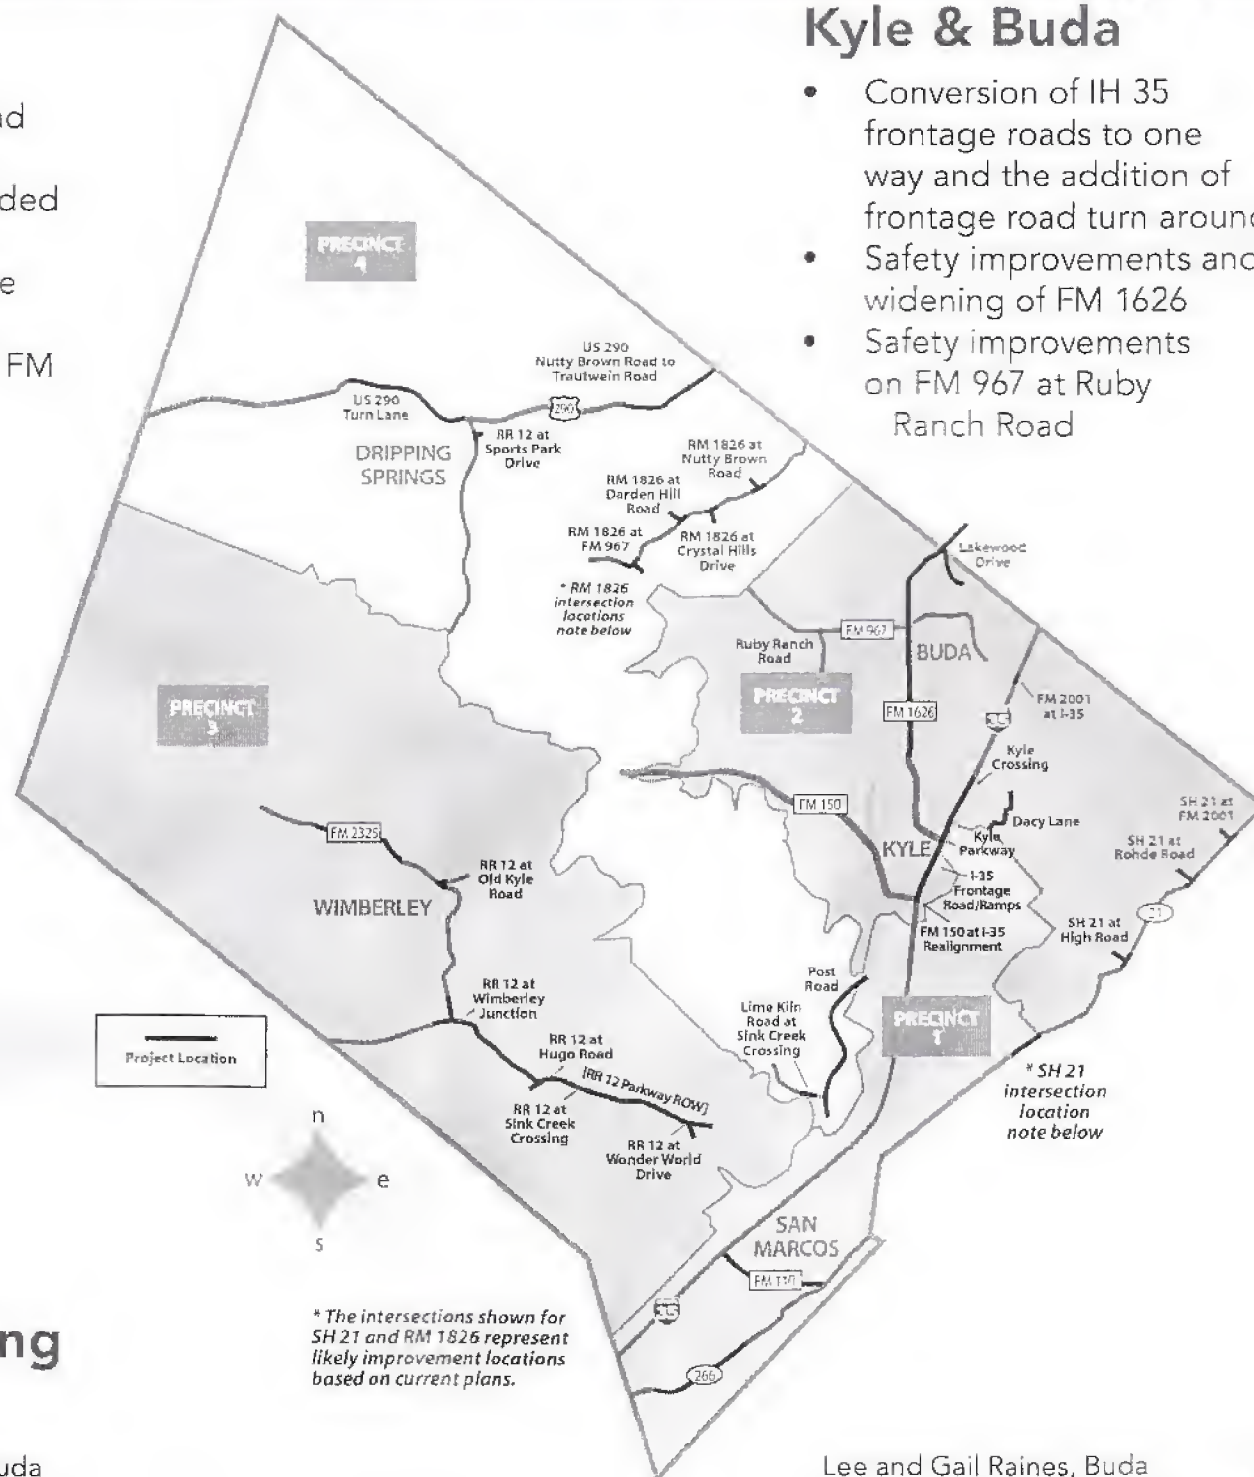 Kyle & Buda
• Conversion of IH 35
frontage roads to one
way and the addition of
frontage road turn
• Safety improvements and
widening of FM 1626
• Safety improvements
on FM 967 at Ruby
Ranch Road
FM
PRECINCT
4
US 290
Nutty Brown Road to
Trautwein Road
290
US 290
Turn Lane
DRIPPING
SPRINGS
RR 12 at
Sports Park
Drive
RM 1826 at
Nutty Brown
Road
RM 1826 at
Darden Hill
Road
RM 1826 at
FM 967
RM 1826 at
Crystal Hills
Drive
* RM 1826
intersection
locations
note below
Lakewood
Drive
Ruby Ranch
Road
FM 967
BUDA
PRECINCT
2
FM 1626
FM 2001
at I-35
35
Kyle
Crossing
PRECINCT
3
FM 150
Dacy Lane
Kyle
Parkway
KYLE
SH 21 at
FM 2001
SH 21 at
Rohde Road
I-35
Frontage
Road/Ramps
21
FM 150 at I-35
Realignment
SH 21 at
High Road
FM 2325
RR 12 at
Old Kyle
Road
WIMBERLEY
RR 12 at
Wimberley
Junction
Post
Road
Lime Kiln
Road at
Sink Creek
Crossing
PRECINCT
1
Project Location
RR 12 at
Hugo Road
[RR 12 Parkway ROW]
RR 12 at
Sink Creek
Crossing
RR 12 at
Wonder World
Drive
* SH 21
intersection
location
note below
n
w e
s
SAN
MARCOS
FM 110
35
266
* The intersections shown for
SH 21 and RM 1826 represent
likely improvement locations
based on current plans.
Lee and Gail Raines, Buda